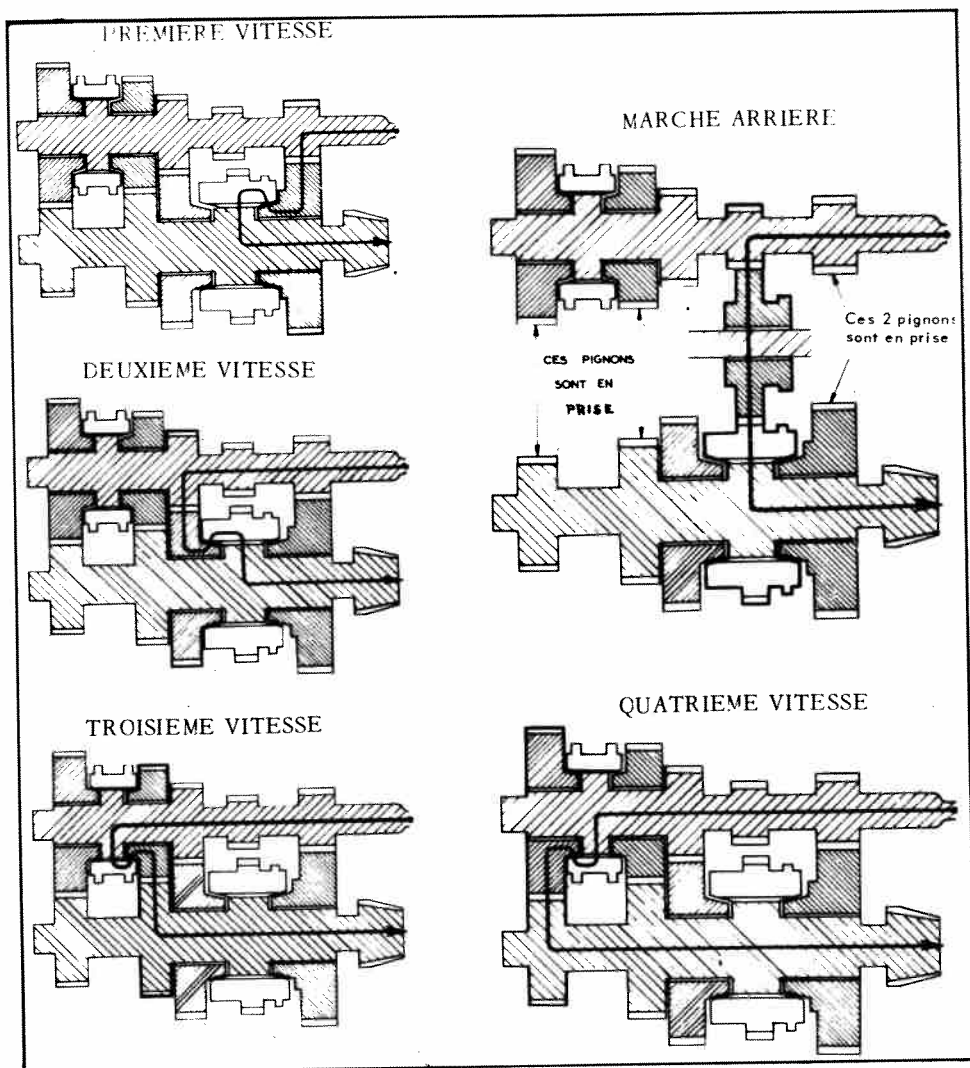 PREMIERE VITESSE
MARCHE ARRIERE
Ces 2 pignons
sont en prise
CES PIGNONS
SONT EN
PRISE
DEUXIEME VITESSE
TROISIEME VITESSE
QUATRIEME VITESSE